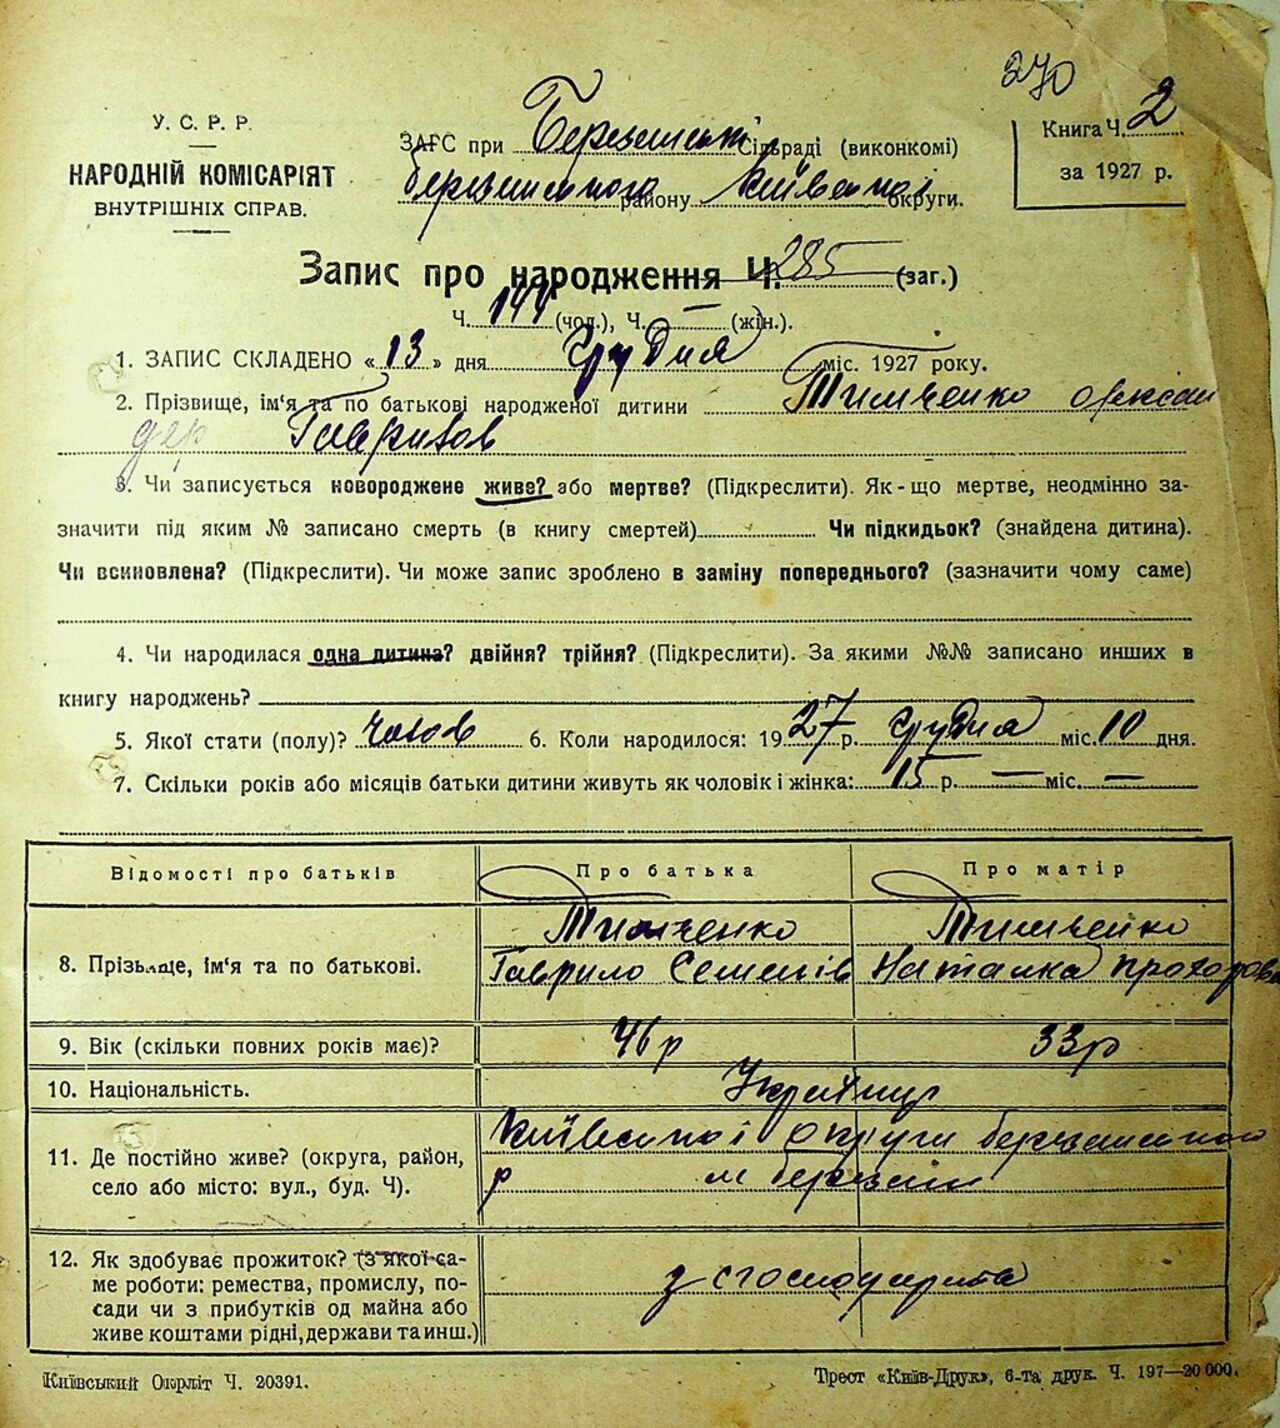 270
У. С. Р. Р.
НАРОДНІЙ КОМІСАРІЯТ
ВНУТРІШНІХ СПРАВ.
ЗАГС при Березанські Сільраді (виконкомі)
березанського району Київської округи.
Книга Ч. 2
за 1927 р.
Запис про народження Ч. 285 (заг.)
Ч. 144 (чол.), Ч. — (жін.).
1. ЗАПИС СКЛАДЕНО «13» дня Грудня міс. 1927 року.
2. Прізвище, ім'я та по батькові народженої дитини Тимченко Олексан
дер Гаврилов
3. Чи записується новороджене живе? або мертве? (Підкреслити). Як-що мертве, неодмінно за-
значити під яким № записано смерть (в книгу смертей) Чи підкидьок? (знайдена дитина).
Чи всиновлена? (Підкреслити). Чи може запис зроблено в заміну попереднього? (зазначити чому саме)
4. Чи народилася одна дитина? двійня? трійня? (Підкреслити). За якими №№ записано инших в
книгу народжень?
5. Якої стати (полу)? чолов 6. Коли народилося: 1927 р. Грудня міс. 10 дня.
7. Скільки років або місяців батьки дитини живуть як чоловік і жінка: 15 р. — міс. —
Відомості про батьків Про батька Про матір
8. Прізвище, ім'я та по батькові. Тимченко Гаврило Семенів Тимченко Наталка Прохоров
9. Вік (скільки повних років має)? 46 р 33 р
10. Національність. Українц
11. Де постійно живе? (округа, район, Київської округи березанського
село або місто: вул., буд. Ч). р м березань
12. Як здобуває прожиток? (з якої са-
ме роботи: ремества, промислу, по- з сгосподарства
сади чи з прибутків од майна або
живе коштами рідні, держави та инш.)
Київський Окрліт Ч. 20391.
Трест «Київ-Друк», 6-та друк. Ч. 197—20 000.